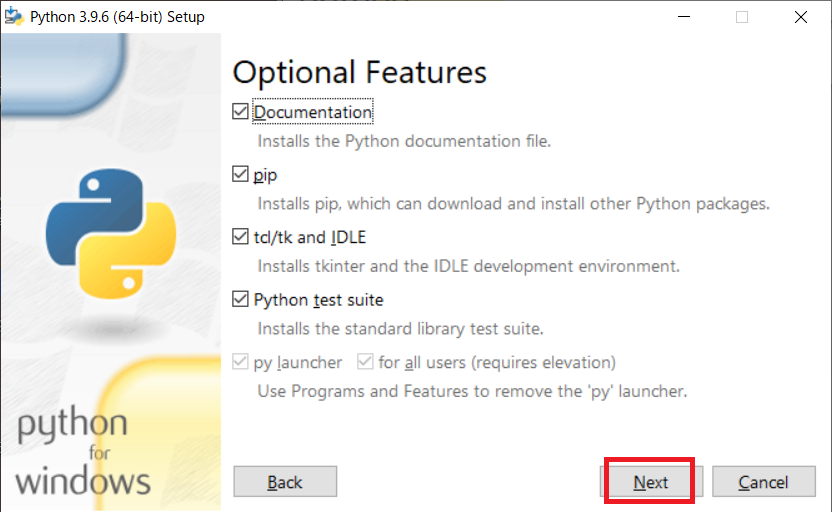 Python 3.9.6 (64-bit) Setup
Optional Features
Documentation
Installs the Python documentation file.
pip
Installs pip, which can download and install other Python packages.
tcl/tk and IDLE
Installs tkinter and the IDLE development environment.
Python test suite
Installs the standard library test suite.
py launcher for all users (requires elevation)
Use Programs and Features to remove the 'py' launcher.
python
for
windows
Back Next Cancel